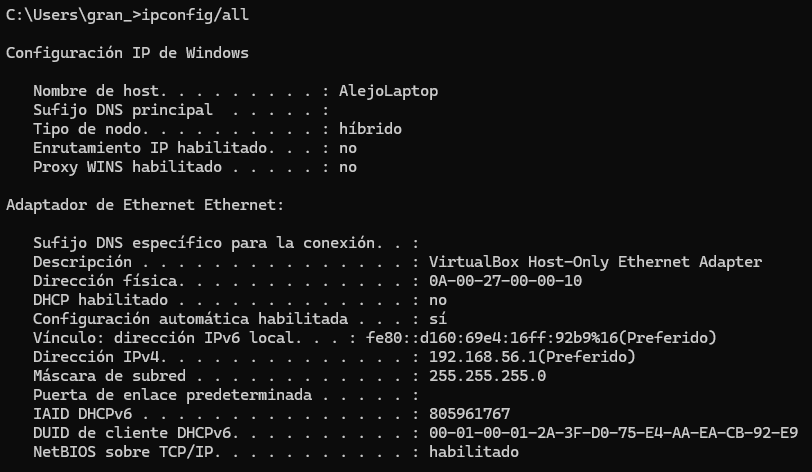 C:\Users\gran_>ipconfig/all
Configuración IP de Windows
Nombre de host. . . . . . . . . : AlejoLaptop
Sufijo DNS principal  . . . . . :
Tipo de nodo. . . . . . . . . . : híbrido
Enrutamiento IP habilitado. . . : no
Proxy WINS habilitado . . . . . : no
Adaptador de Ethernet Ethernet:
Sufijo DNS específico para la conexión. . :
Descripción . . . . . . . . . . . . . . . : VirtualBox Host-Only Ethernet Adapter
Dirección física. . . . . . . . . . . . . : 0A-00-27-00-00-10
DHCP habilitado . . . . . . . . . . . . . : no
Configuración automática habilitada . . . : sí
Vínculo: dirección IPv6 local. . . : fe80::d160:69e4:16ff:92b9%16(Preferido)
Dirección IPv4. . . . . . . . . . . . . . : 192.168.56.1(Preferido)
Máscara de subred . . . . . . . . . . . . : 255.255.255.0
Puerta de enlace predeterminada . . . . . :
IAID DHCPv6 . . . . . . . . . . . . . . . : 805961767
DUID de cliente DHCPv6. . . . . . . . . . : 00-01-00-01-2A-3F-D0-75-E4-AA-EA-CB-92-E9
NetBIOS sobre TCP/IP. . . . . . . . . . . : habilitado